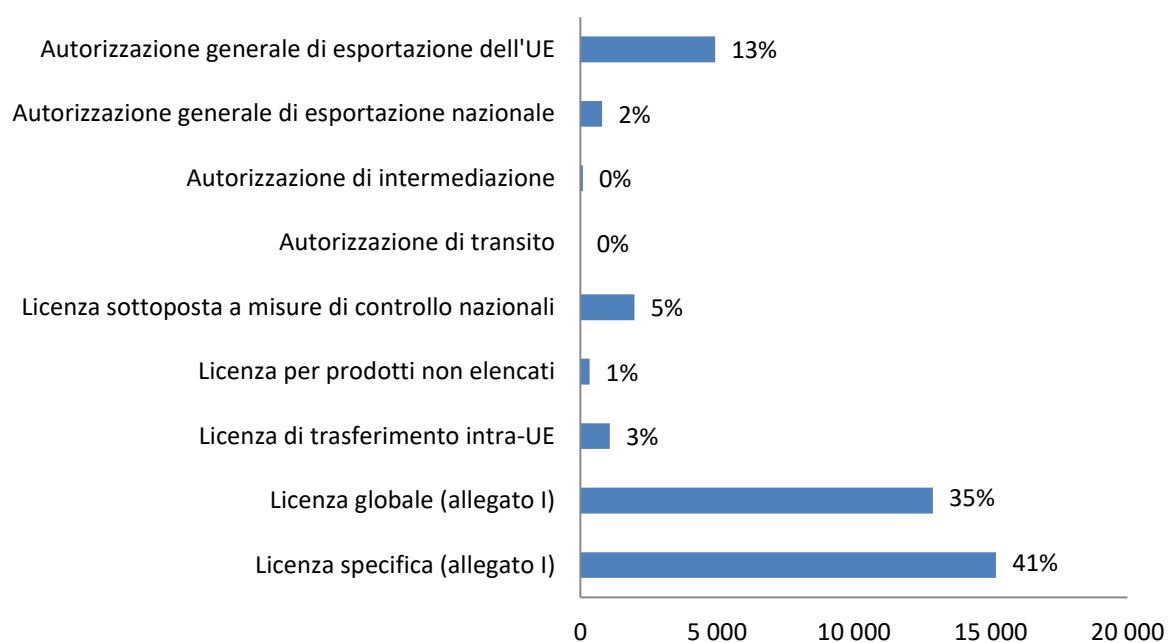 Autorizzazione generale di esportazione dell'UE 13%
Autorizzazione generale di esportazione nazionale 2%
Autorizzazione di intermediazione 0%
Autorizzazione di transito 0%
Licenza sottoposta a misure di controllo nazionali 5%
Licenza per prodotti non elencati 1%
Licenza di trasferimento intra-UE 3%
Licenza globale (allegato I) 35%
Licenza specifica (allegato I) 41%
0 5 000 10 000 15 000 20 000